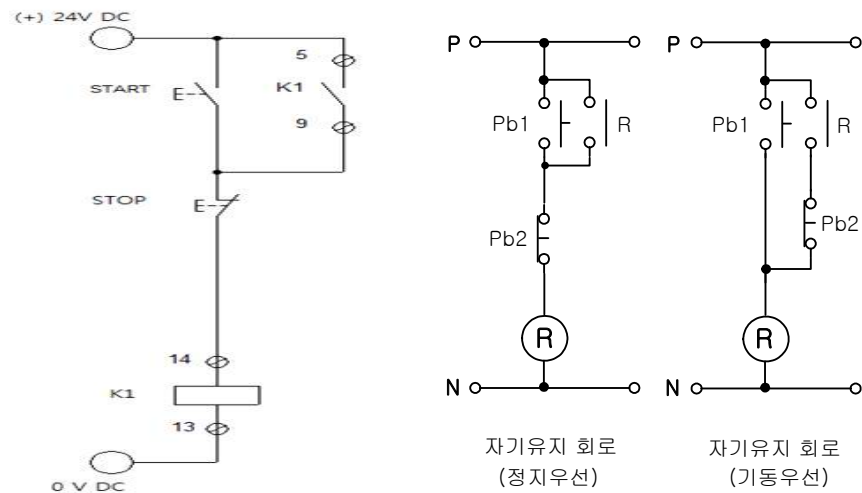 (+) 24V DC
5
START
E
K1
9
STOP
E
14
K1
13
0 V DC
P
Pb1
R
Pb2
R
N
자기유지 회로
(정지우선)
P
Pb1
R
Pb2
R
N
자기유지 회로
(기동우선)